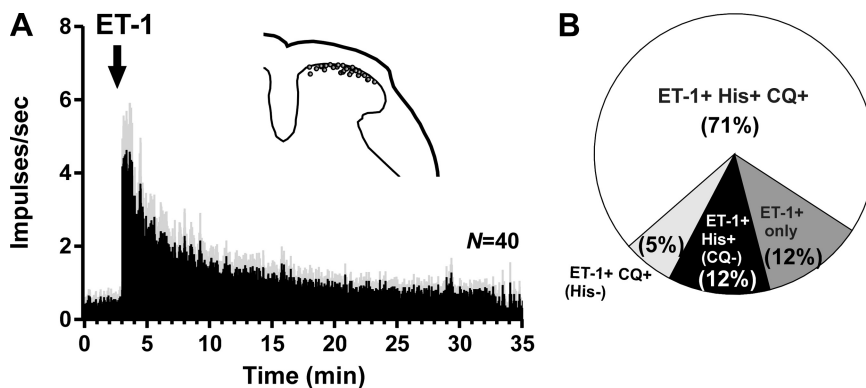 A
ET-1
8
6
4
2
0
Impulses/sec
N=40
0 5 10 15 20 25 30 35
Time (min)
B
ET-1+ His+ CQ+
(71%)
ET-1+
only
(12%)
ET-1+
His+
(CQ-)
(12%)
(5%)
ET-1+ CQ+
(His-)